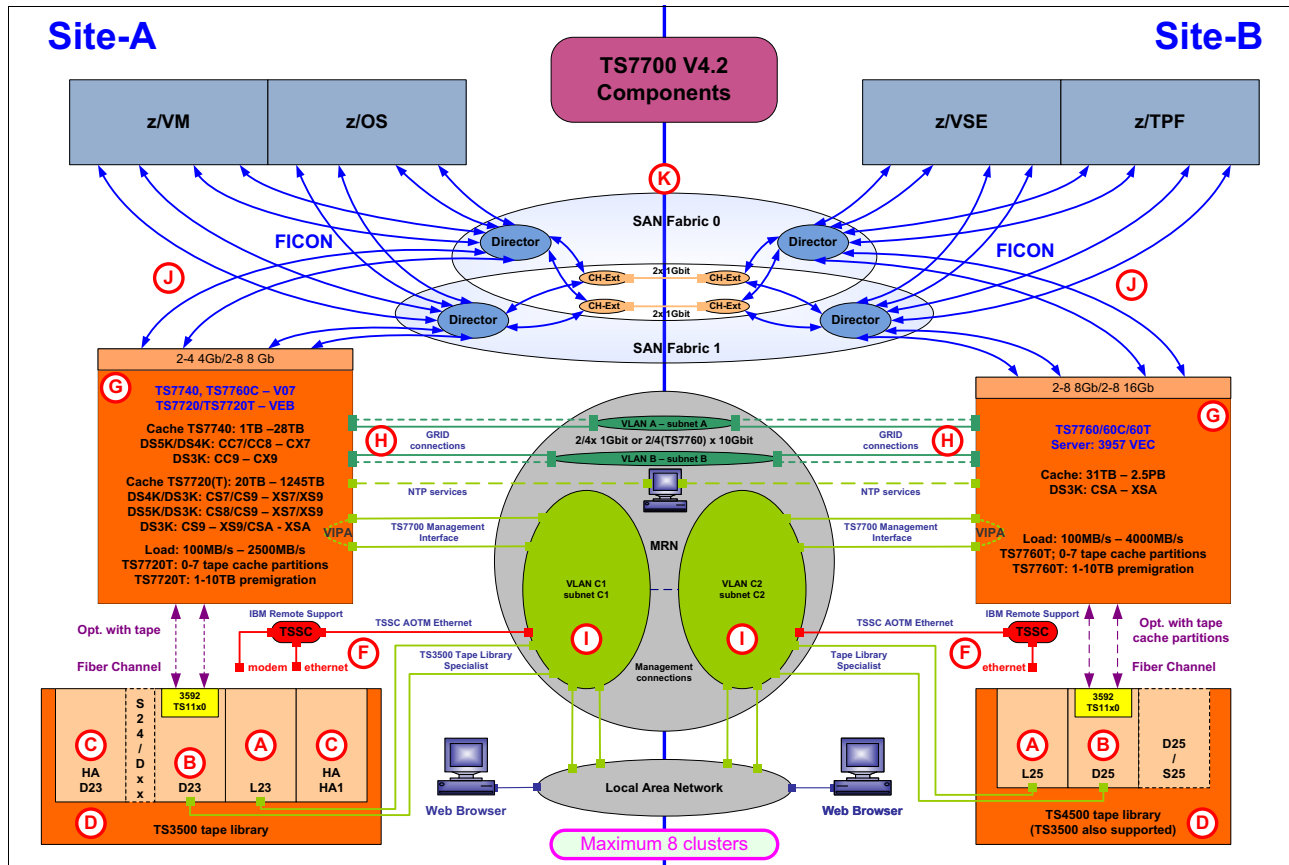 Site-A
Site-B
TS7700 V4.2
Components
z/VM
z/OS
z/VSE
z/TPF
K
SAN Fabric 0
FICON
Director
Director
FICON
J
CH-Ext
2x 1Gbit
CH-Ext
J
CH-Ext
2x1Gbit
CH-Ext
Director
Director
SAN Fabric 1
2-4 4Gb/2-8 8 Gb
G
TS7740, TS7760C – V07
TS7720/TS7720T – VEB
Cache TS7740: 1TB –28TB
DS5K/DS4K: CC7/CC8 – CX7
DS3K: CC9 – CX9
Cache TS7720(T): 20TB – 1245TB
DS4K/DS3K: CS7/CS9 – XS7/XS9
DS5K/DS3K: CS8/CS9 – XS7/XS9
DS3K: CS9 – XS9/CSA - XSA
VIPA
Load: 100MB/s – 2500MB/s
TS7720T: 0-7 tape cache partitions
TS7720T: 1-10TB premigration
2-8 8Gb/2-8 16Gb
G
TS7760/60C/60T
Server: 3957 VEC
Cache: 31TB – 2.5PB
DS3K: CSA – XSA
VIPA
Load: 100MB/s – 4000MB/s
TS7760T; 0-7 tape cache partitions
TS7760T: 1-10TB premigration
H
GRID
connections
VLAN A – subnet A
2/4x 1Gbit or 2/4(TS7760) x 10Gbit
VLAN B – subnet B
GRID
connections
H
NTP services
NTP services
TS7700 Management
Interface
MRN
TS7700 Management
Interface
VLAN C1
subnet C1
VLAN C2
subnet C2
I
I
Management
connections
Opt. with tape
Fiber Channel
IBM Remote Support
TSSC
modem
ethernet
F
TSSC AOTM Ethernet
TS3500 Tape Library
Specialist
TSSC AOTM Ethernet
Tape Library
Specialist
IBM Remote Support
TSSC
F
ethernet
Opt. with tape
cache partitions
Fiber Channel
C
HA
D23
S24/Dxx
3592
TS11x0
B
D23
A
L23
C
HA
HA1
D
TS3500 tape library
Web Browser
Local Area Network
Web Browser
Maximum 8 clusters
A
L25
3592
TS11x0
B
D25
D25
/
S25
TS4500 tape library
(TS3500 also supported)
D